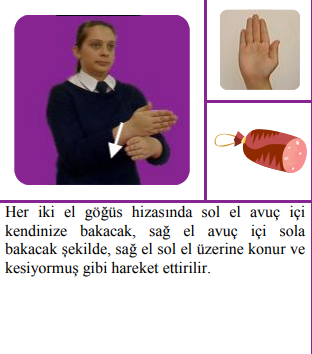 Her iki el göğüs hizasında sol el avuç içi
kendinize bakacak, sağ el avuç içi sola
bakacak şekilde, sağ el sol el üzerine konur ve
kesiyormuş gibi hareket ettirilir.